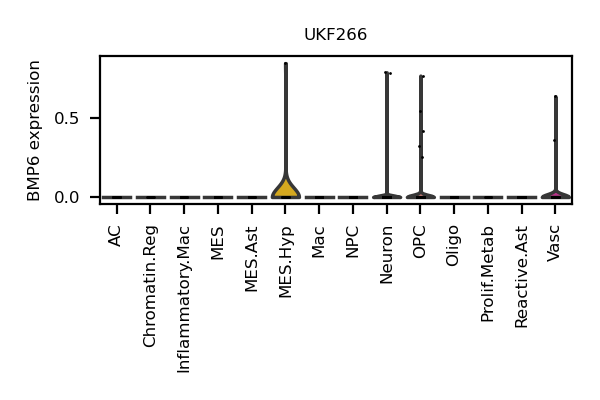 UKF266
BMP6 expression
0.5
0.0
AC
Chromatin.Reg
Inflammatory.Mac
MES
MES.Ast
MES.Hyp
Mac
NPC
Neuron
OPC
Oligo
Prolif.Metab
Reactive.Ast
Vasc